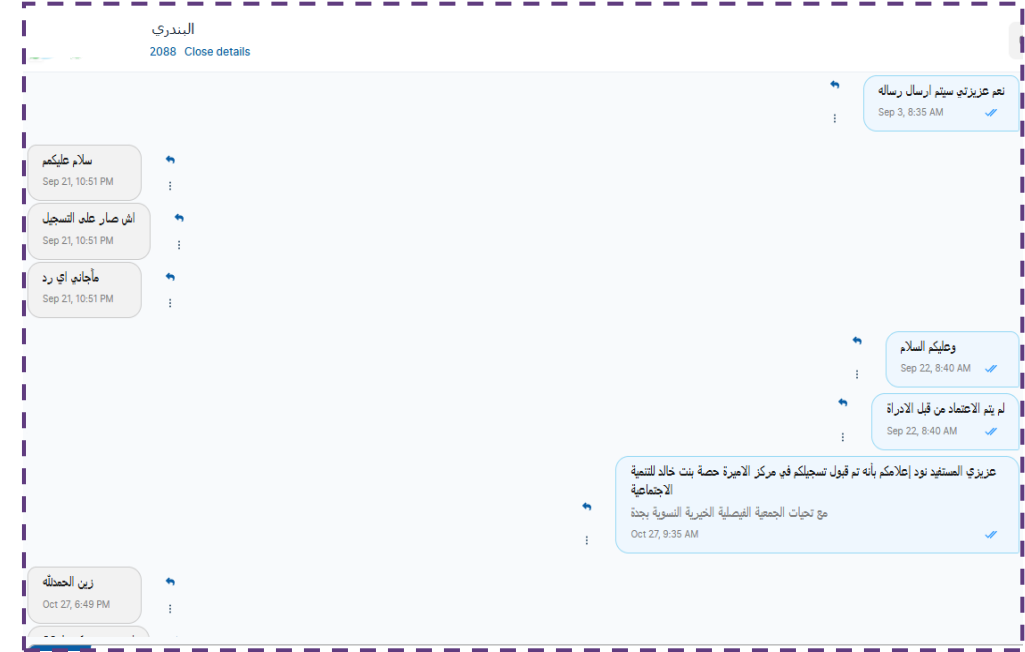 البندري
2088 Close details
نعم عزيزتي سيتم ارسال رساله
Sep 3, 8:35 AM
سلام عليكمم
Sep 21, 10:51 PM
اش صار على التسجيل
Sep 21, 10:51 PM
مأجاني اي رد
Sep 21, 10:51 PM
وعليكم السلام
Sep 22, 8:40 AM
لم يتم الاعتماد من قبل الادراة
Sep 22, 8:40 AM
عزيزي المستفيد نود إعلامكم بأنه تم قبول تسجيلكم في مركز الاميرة حصة بنت خالد للتنمية
الاجتماعية
مع تحيات الجمعية الفيصلية الخيرية النسوية بجدة
Oct 27, 9:35 AM
زين الحمدلله
Oct 27, 6:49 PM